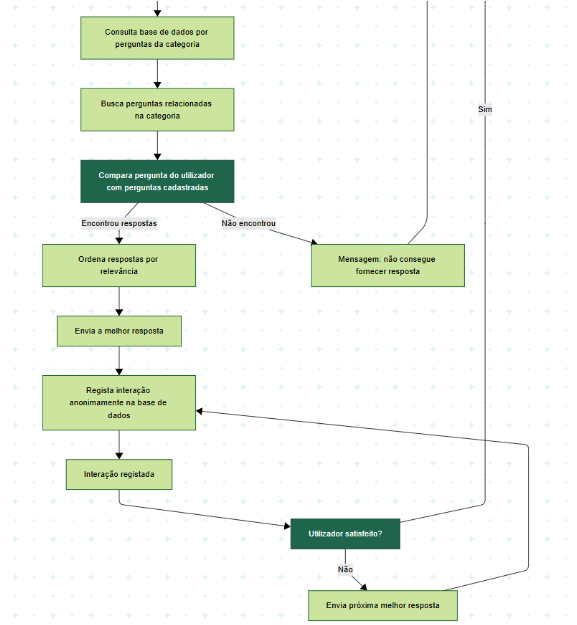 Consulta base de dados por
perguntas da categoria
Sim
Busca perguntas relacionadas
na categoria
Compara pergunta do utilizador
com perguntas cadastradas
Encontrou respostas
Não encontrou
Ordena respostas por
relevância
Mensagem: não consegue
fornecer resposta
Envia a melhor resposta
Regista interação
anonimamente na base de
dados
Interação registada
Utilizador satisfeito?
Não
Envia próxima melhor resposta